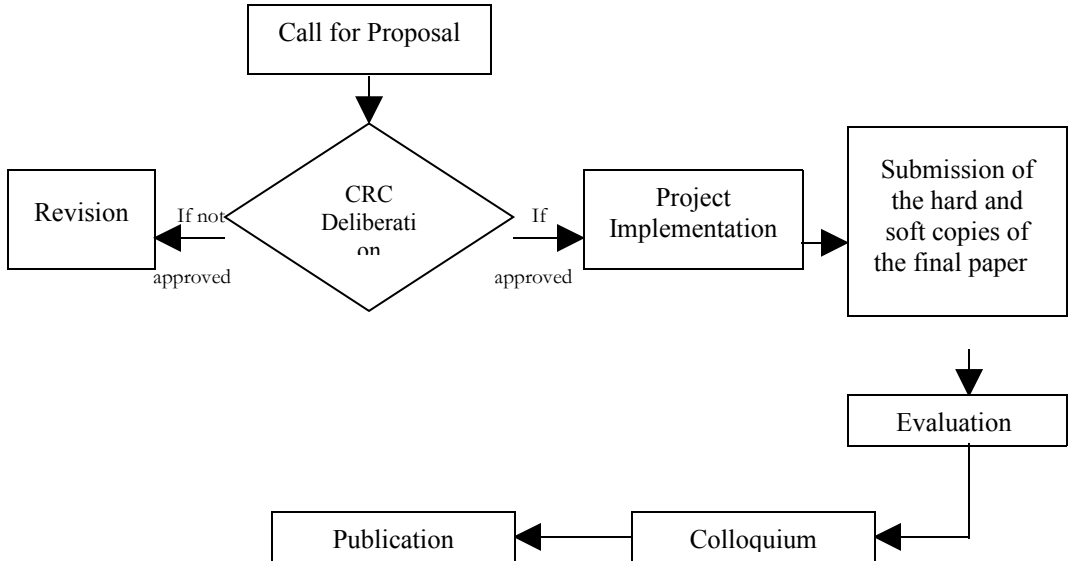 Call for Proposal
Revision
If not
approved
CRC
Deliberati
on
If
approved
Project
Implementation
Submission of
the hard and
soft copies of
the final paper
Evaluation
Publication
Colloquium